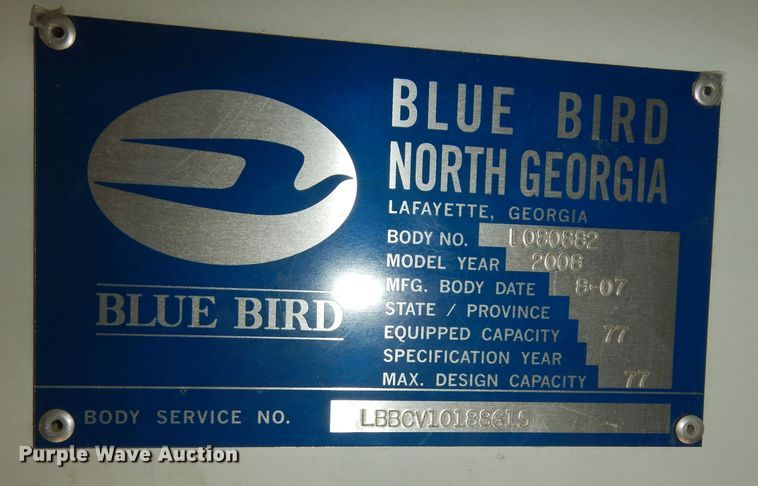 BLUE BIRD
BLUE BIRD
NORTH GEORGIA
LAFAYETTE, GEORGIA
BODY NO. F080882
MODEL YEAR 2008
MFG. BODY DATE 8-07
STATE / PROVINCE
EQUIPPED CAPACITY 77
SPECIFICATION YEAR
MAX. DESIGN CAPACITY 77
BODY SERVICE NO. LBBCV10188615
Purple Wave Auction